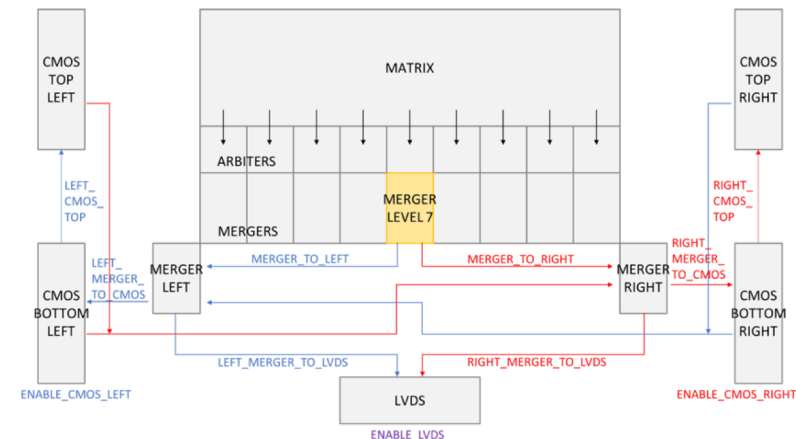 CMOS
TOP
LEFT
MATRIX
CMOS
TOP
RIGHT
ARBITERS
LEFT_
CMOS_
TOP
MERGER
LEVEL 7
RIGHT_
CMOS_
TOP
MERGERS
LEFT_
MERGER_
TO_CMOS
MERGER
LEFT
MERGER_TO_LEFT
MERGER_TO_RIGHT
MERGER
RIGHT
RIGHT_
MERGER_
TO_CMOS
CMOS
BOTTOM
LEFT
CMOS
BOTTOM
RIGHT
LEFT_MERGER_TO_LVDS
RIGHT_MERGER_TO_LVDS
ENABLE_CMOS_LEFT
LVDS
ENABLE_CMOS_RIGHT
ENABLE_LVDS